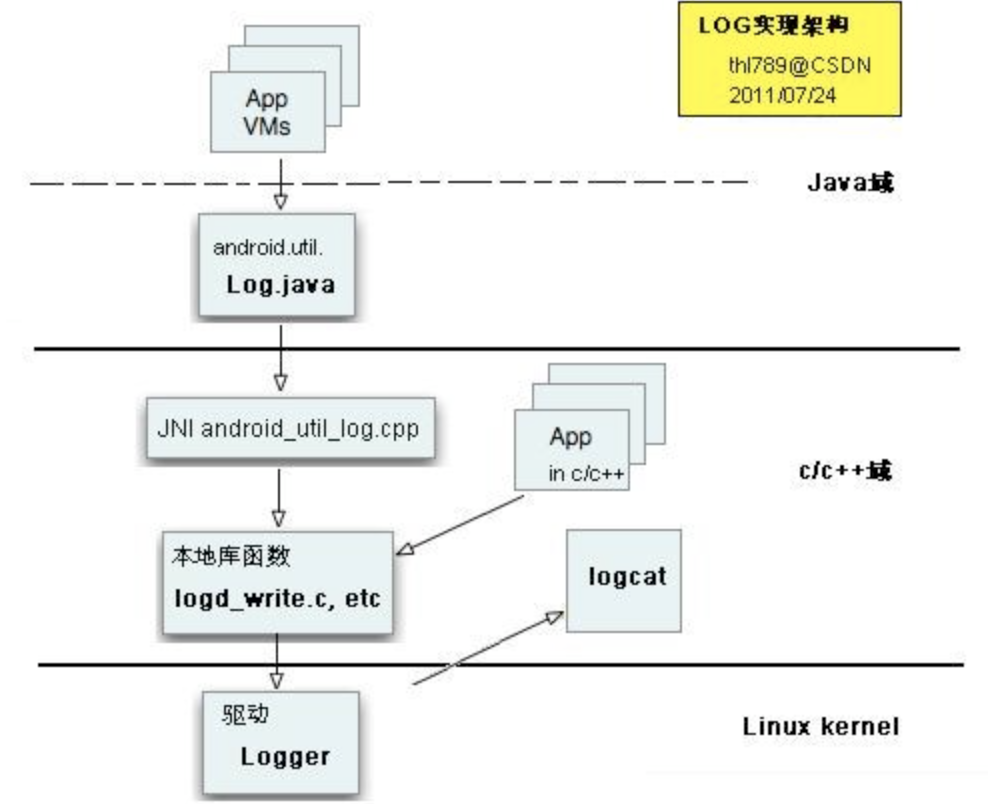 LOG实现架构
thl789@CSDN
2011/07/24
App
VMs
Java域
android.util.
Log.java
JNI android_util_log.cpp
App
in c/c++
c/c++域
本地库函数
logd_write.c, etc
logcat
驱动
Logger
Linux kernel